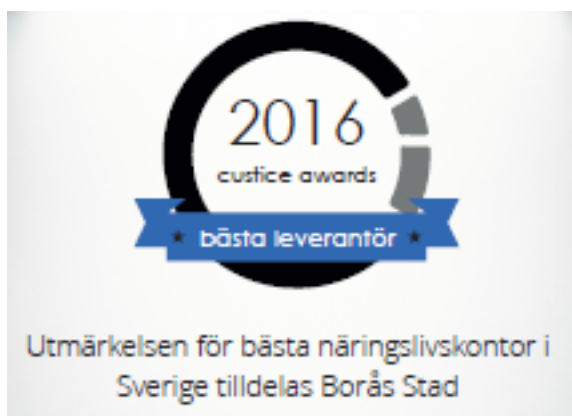 2016
custice awards
bästa leverantör
Utmärkelsen för bästa näringslivskontor i
Sverige tilldelas Borås Stad